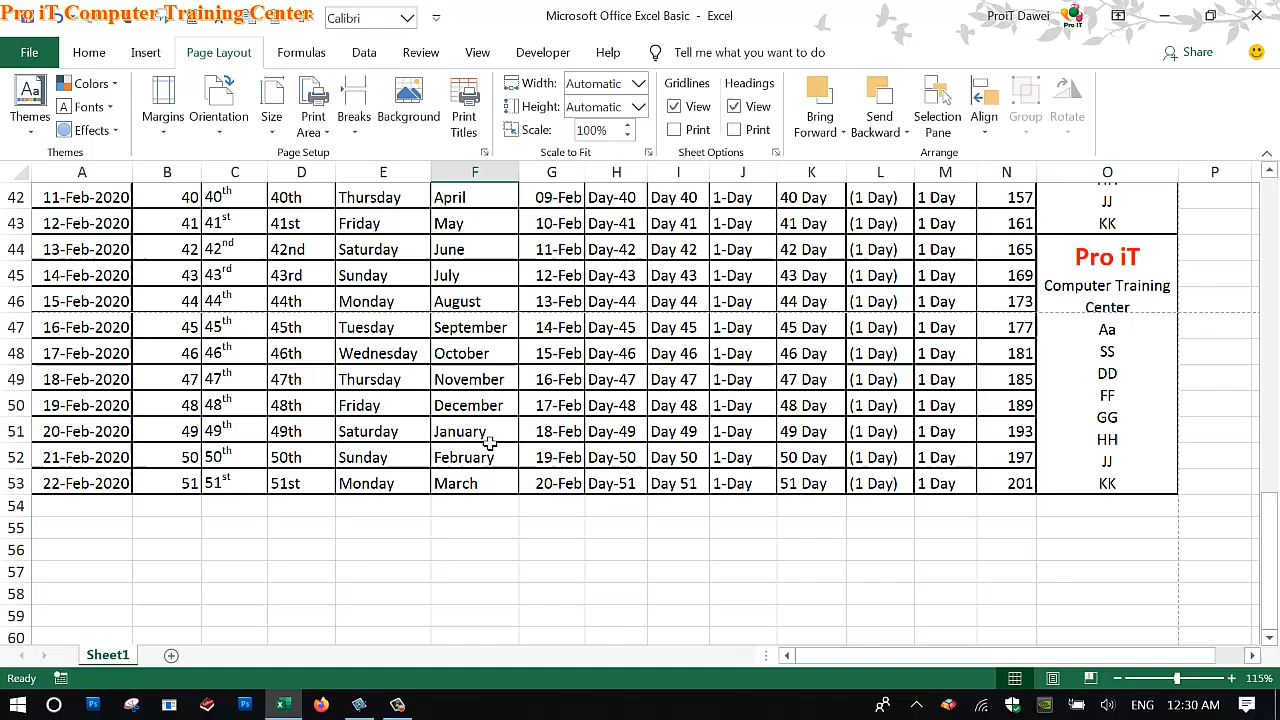 Pro iT Computer Training Center
Calibri
Microsoft Office Excel Basic - Excel
ProiT Dawei
Pro iT
File Home Insert Page Layout Formulas Data Review View Developer Help Tell me what you want to do Share
Themes
Colors
Fonts
Effects
Margins Orientation Size Print Area Breaks Background Print Titles
Width: Automatic
Height: Automatic
Scale: 100%
Gridlines Headings
View View
Print Print
Bring Forward Send Backward Selection Pane Align Group Rotate
Themes Page Setup Scale to Fit Sheet Options Arrange
A B C D E F G H I J K L M N O P
42 11-Feb-2020 40 40th 40th Thursday April 09-Feb Day-40 Day 40 1-Day 40 Day (1 Day) 1 Day 157
JJ
43 12-Feb-2020 41 41st 41st Friday May 10-Feb Day-41 Day 41 1-Day 41 Day (1 Day) 1 Day 161 KK
44 13-Feb-2020 42 42nd 42nd Saturday June 11-Feb Day-42 Day 42 1-Day 42 Day (1 Day) 1 Day 165 Pro iT
45 14-Feb-2020 43 43rd 43rd Sunday July 12-Feb Day-43 Day 43 1-Day 43 Day (1 Day) 1 Day 169 Computer Training
46 15-Feb-2020 44 44th 44th Monday August 13-Feb Day-44 Day 44 1-Day 44 Day (1 Day) 1 Day 173 Center
47 16-Feb-2020 45 45th 45th Tuesday September 14-Feb Day-45 Day 45 1-Day 45 Day (1 Day) 1 Day 177 Aa
48 17-Feb-2020 46 46th 46th Wednesday October 15-Feb Day-46 Day 46 1-Day 46 Day (1 Day) 1 Day 181 SS
49 18-Feb-2020 47 47th 47th Thursday November 16-Feb Day-47 Day 47 1-Day 47 Day (1 Day) 1 Day 185 DD
50 19-Feb-2020 48 48th 48th Friday December 17-Feb Day-48 Day 48 1-Day 48 Day (1 Day) 1 Day 189 FF
51 20-Feb-2020 49 49th 49th Saturday January 18-Feb Day-49 Day 49 1-Day 49 Day (1 Day) 1 Day 193 GG
HH
52 21-Feb-2020 50 50th 50th Sunday February 19-Feb Day-50 Day 50 1-Day 50 Day (1 Day) 1 Day 197 JJ
53 22-Feb-2020 51 51st 51st Monday March 20-Feb Day-51 Day 51 1-Day 51 Day (1 Day) 1 Day 201 KK
54
55
56
57
58
59
60
Sheet1
Ready 115%
12:30 AM